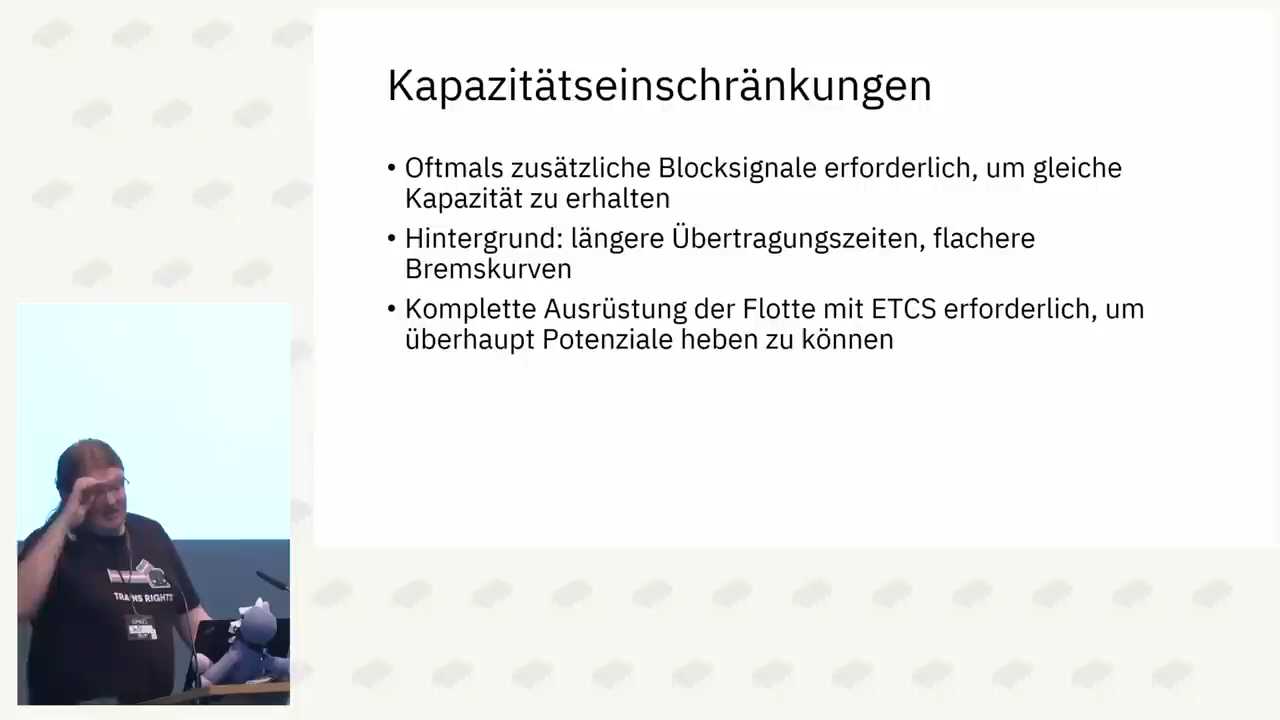 Kapazitätseinschränkungen
• Oftmals zusätzliche Blocksignale erforderlich, um gleiche
Kapazität zu erhalten
• Hintergrund: längere Übertragungszeiten, flachere
Bremskurven
• Komplette Ausrüstung der Flotte mit ETCS erforderlich, um
überhaupt Potenziale heben zu können
TRANS RIGHTS